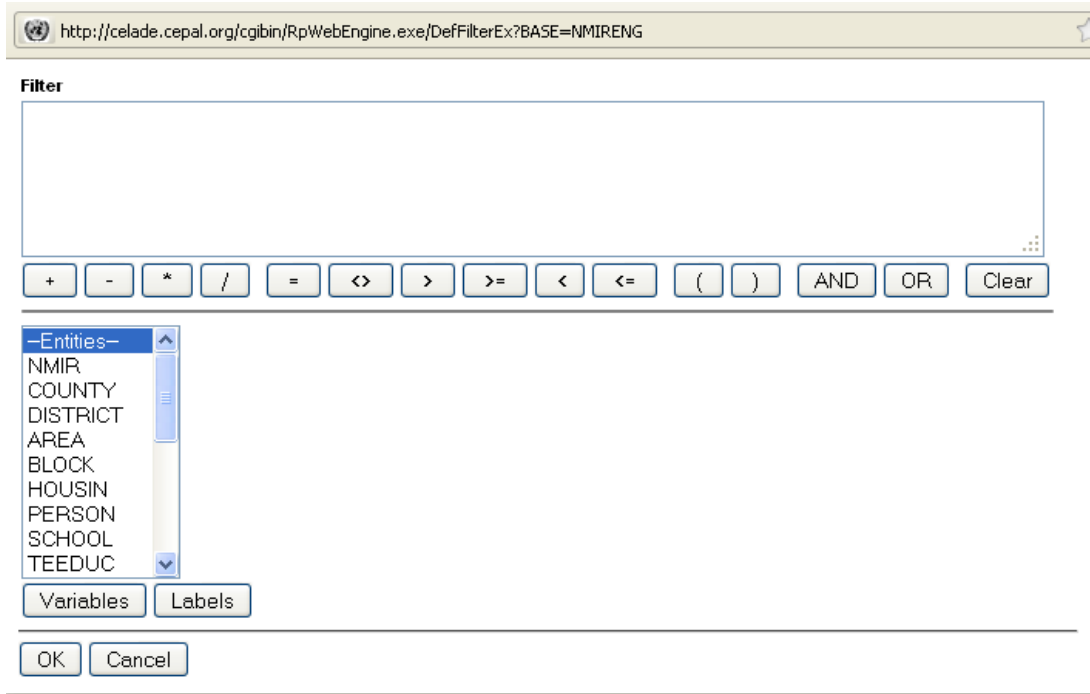 http://celade.cepal.org/cgibin/RpWebEngine.exe/DefFilterEx?BASE=NMIRENG
Filter
+ - * / = <> > >= < <= ( ) AND OR Clear
--Entities--
NMIR
COUNTY
DISTRICT
AREA
BLOCK
HOUSIN
PERSON
SCHOOL
TEEDUC
Variables Labels
OK Cancel